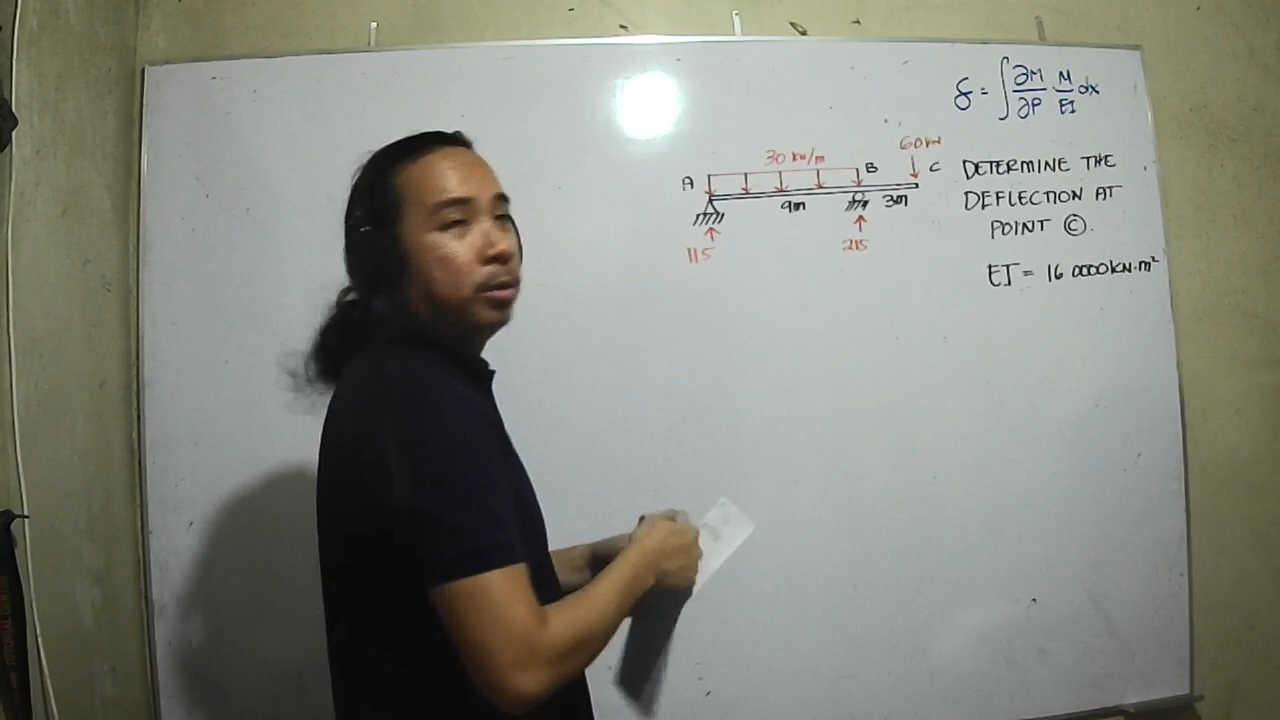 δ = ∫ ∂M/∂P M/EI dx
60 kN
30 kN/m
A
B
C
9m
3m
115
215
DETERMINE THE
DEFLECTION AT
POINT Ⓒ.
EI = 16 0000 kN·m²